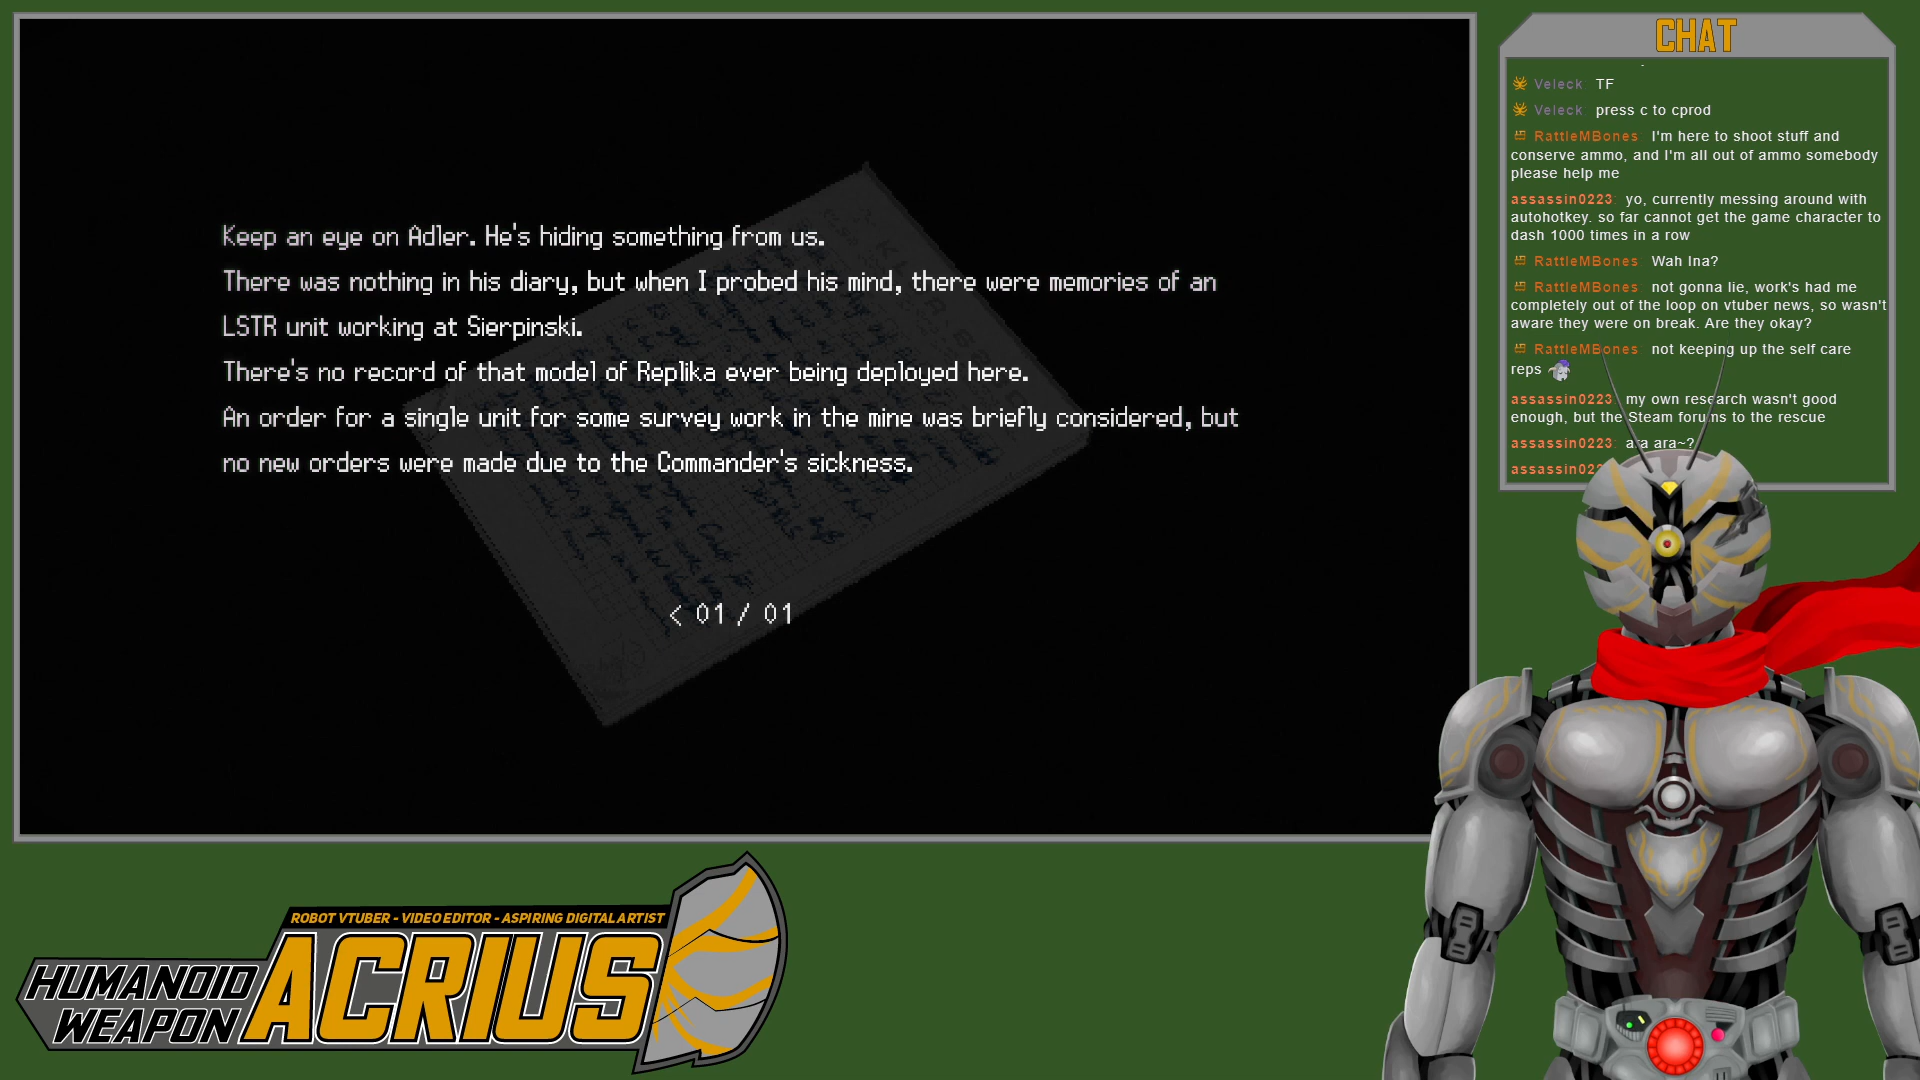 Keep an eye on Adler. He's hiding something from us.
There was nothing in his diary, but when I probed his mind, there were memories of an
LSTR unit working at Sierpinski.
There's no record of that model of Replika ever being deployed here.
An order for a single unit for some survey work in the mine was briefly considered, but
no new orders were made due to the Commander's sickness.
< 01 / 01
CHAT
Veleck: TF
Veleck: press c to cprod
RattleMBones: I'm here to shoot stuff and
conserve ammo, and I'm all out of ammo somebody
please help me
assassin0223: yo, currently messing around with
autohotkey. so far cannot get the game character to
dash 1000 times in a row
RattleMBones: Wah Ina?
RattleMBones: not gonna lie, work's had me
completely out of the loop on vtuber news, so wasn't
aware they were on break. Are they okay?
RattleMBones: not keeping up the self care
reps
assassin0223: my own research wasn't good
enough, but the Steam forums to the rescue
assassin0223: ara ara~?
ROBOT VTUBER - VIDEO EDITOR - ASPIRING DIGITAL ARTIST
HUMANOID
WEAPON
ACRIUS